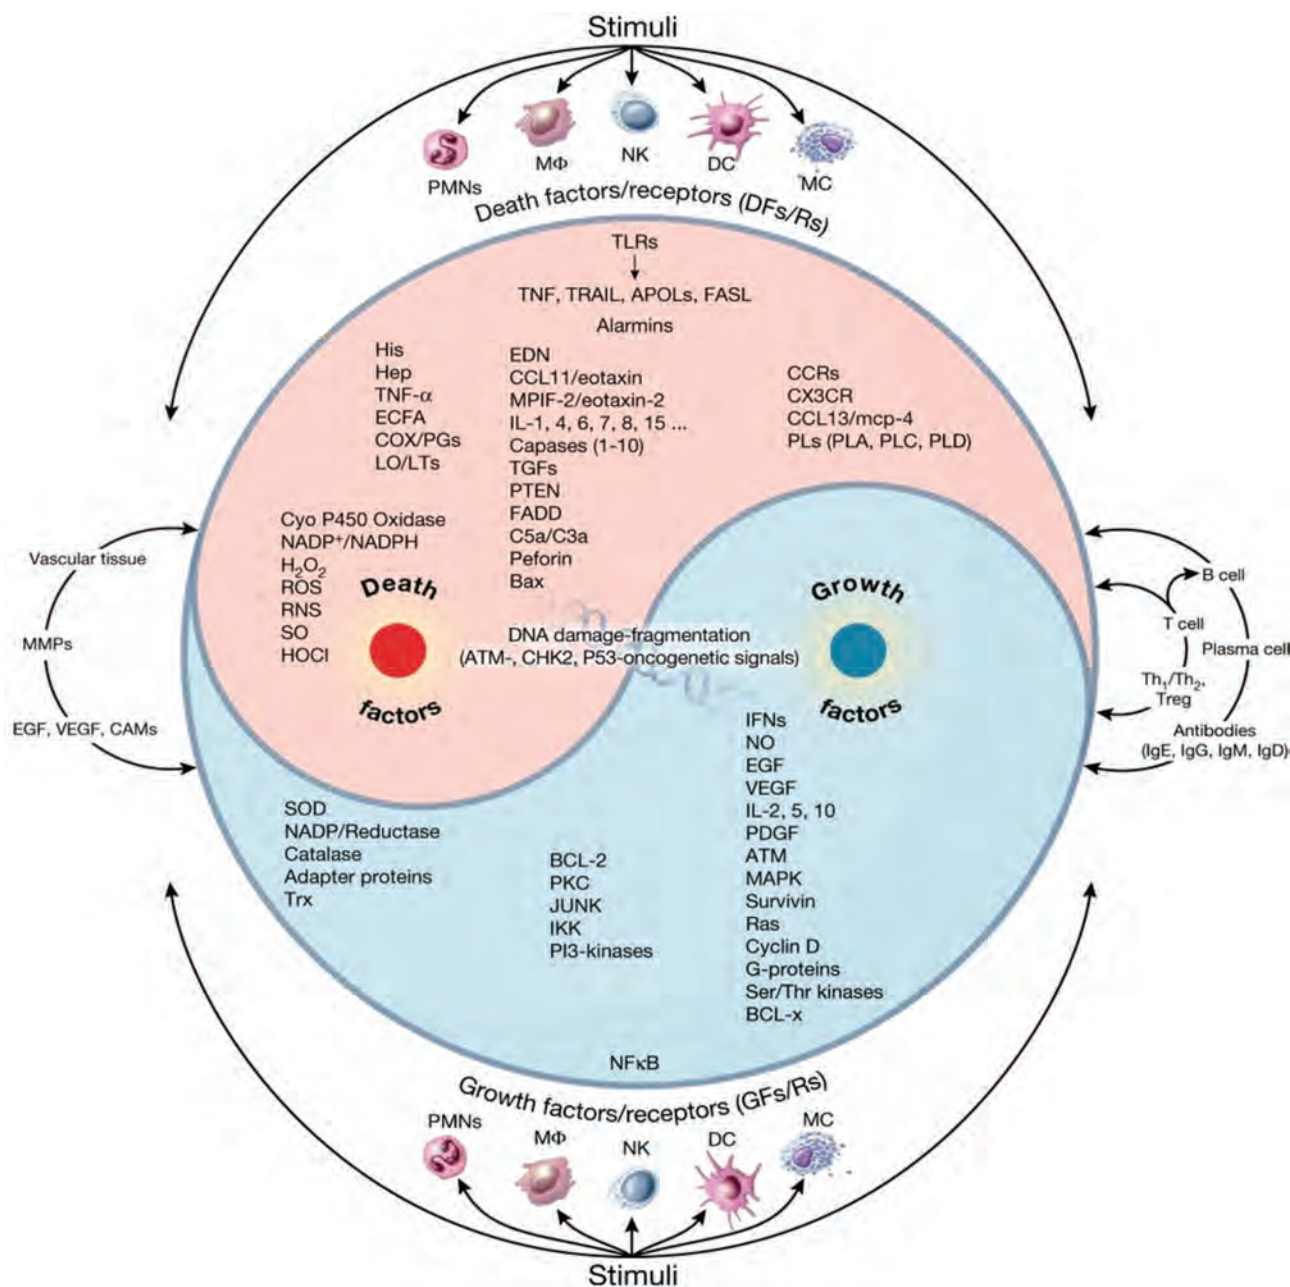 Stimuli
PMNs
MΦ
NK
DC
MC
Death factors/receptors (DFs/Rs)
TLRs
TNF, TRAIL, APOLs, FASL
Alarmins
His
Hep
TNF-α
ECFA
COX/PGs
LO/LTs
EDN
CCL11/eotaxin
MPIF-2/eotaxin-2
IL-1, 4, 6, 7, 8, 15 ...
Capases (1-10)
TGFs
PTEN
FADD
C5a/C3a
Peforin
Bax
CCRs
CX3CR
CCL13/mcp-4
PLs (PLA, PLC, PLD)
Cyo P450 Oxidase
NADP⁺/NADPH
H₂O₂
ROS
RNS
SO
HOCl
Death
factors
DNA damage-fragmentation
(ATM-, CHK2, P53-oncogenetic signals)
Growth
factors
Vascular tissue
MMPs
EGF, VEGF, CAMs
B cell
T cell
Plasma cell
Th₁/Th₂,
Treg
Antibodies
(IgE, IgG, IgM, IgD)
SOD
NADP/Reductase
Catalase
Adapter proteins
Trx
BCL-2
PKC
JUNK
IKK
PI3-kinases
IFNs
NO
EGF
VEGF
IL-2, 5, 10
PDGF
ATM
MAPK
Survivin
Ras
Cyclin D
G-proteins
Ser/Thr kinases
BCL-x
NFκB
Growth factors/receptors (GFs/Rs)
PMNs
MΦ
NK
DC
MC
Stimuli